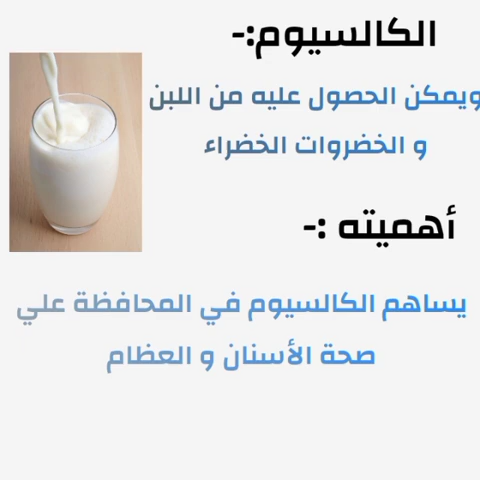 الكالسيوم:-
ويمكن الحصول عليه من اللبن
و الخضروات الخضراء
أهميته :-
يساهم الكالسيوم في المحافظة علي
صحة الأسنان و العظام